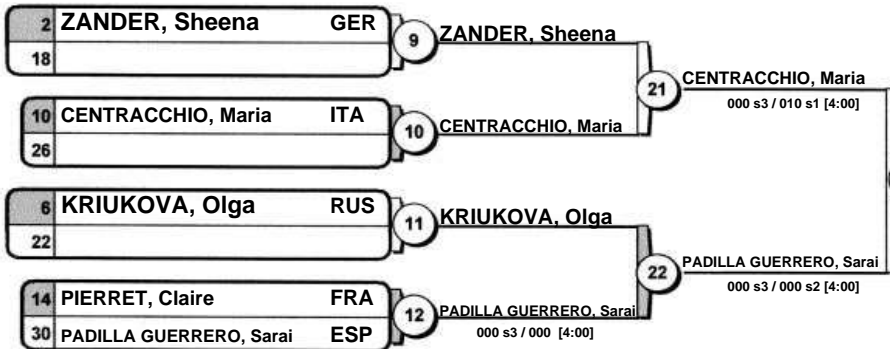 2 ZANDER, Sheena GER
18
9
ZANDER, Sheena
10 CENTRACCHIO, Maria ITA
26
10
CENTRACCHIO, Maria
21
CENTRACCHIO, Maria
000 s3 / 010 s1 [4:00]
6 KRIUKOVA, Olga RUS
22
11
KRIUKOVA, Olga
14 PIERRET, Claire FRA
30 PADILLA GUERRERO, Sarai ESP
12
PADILLA GUERRERO, Sarai
000 s3 / 000 [4:00]
22
PADILLA GUERRERO, Sarai
000 s3 / 000 s2 [4:00]